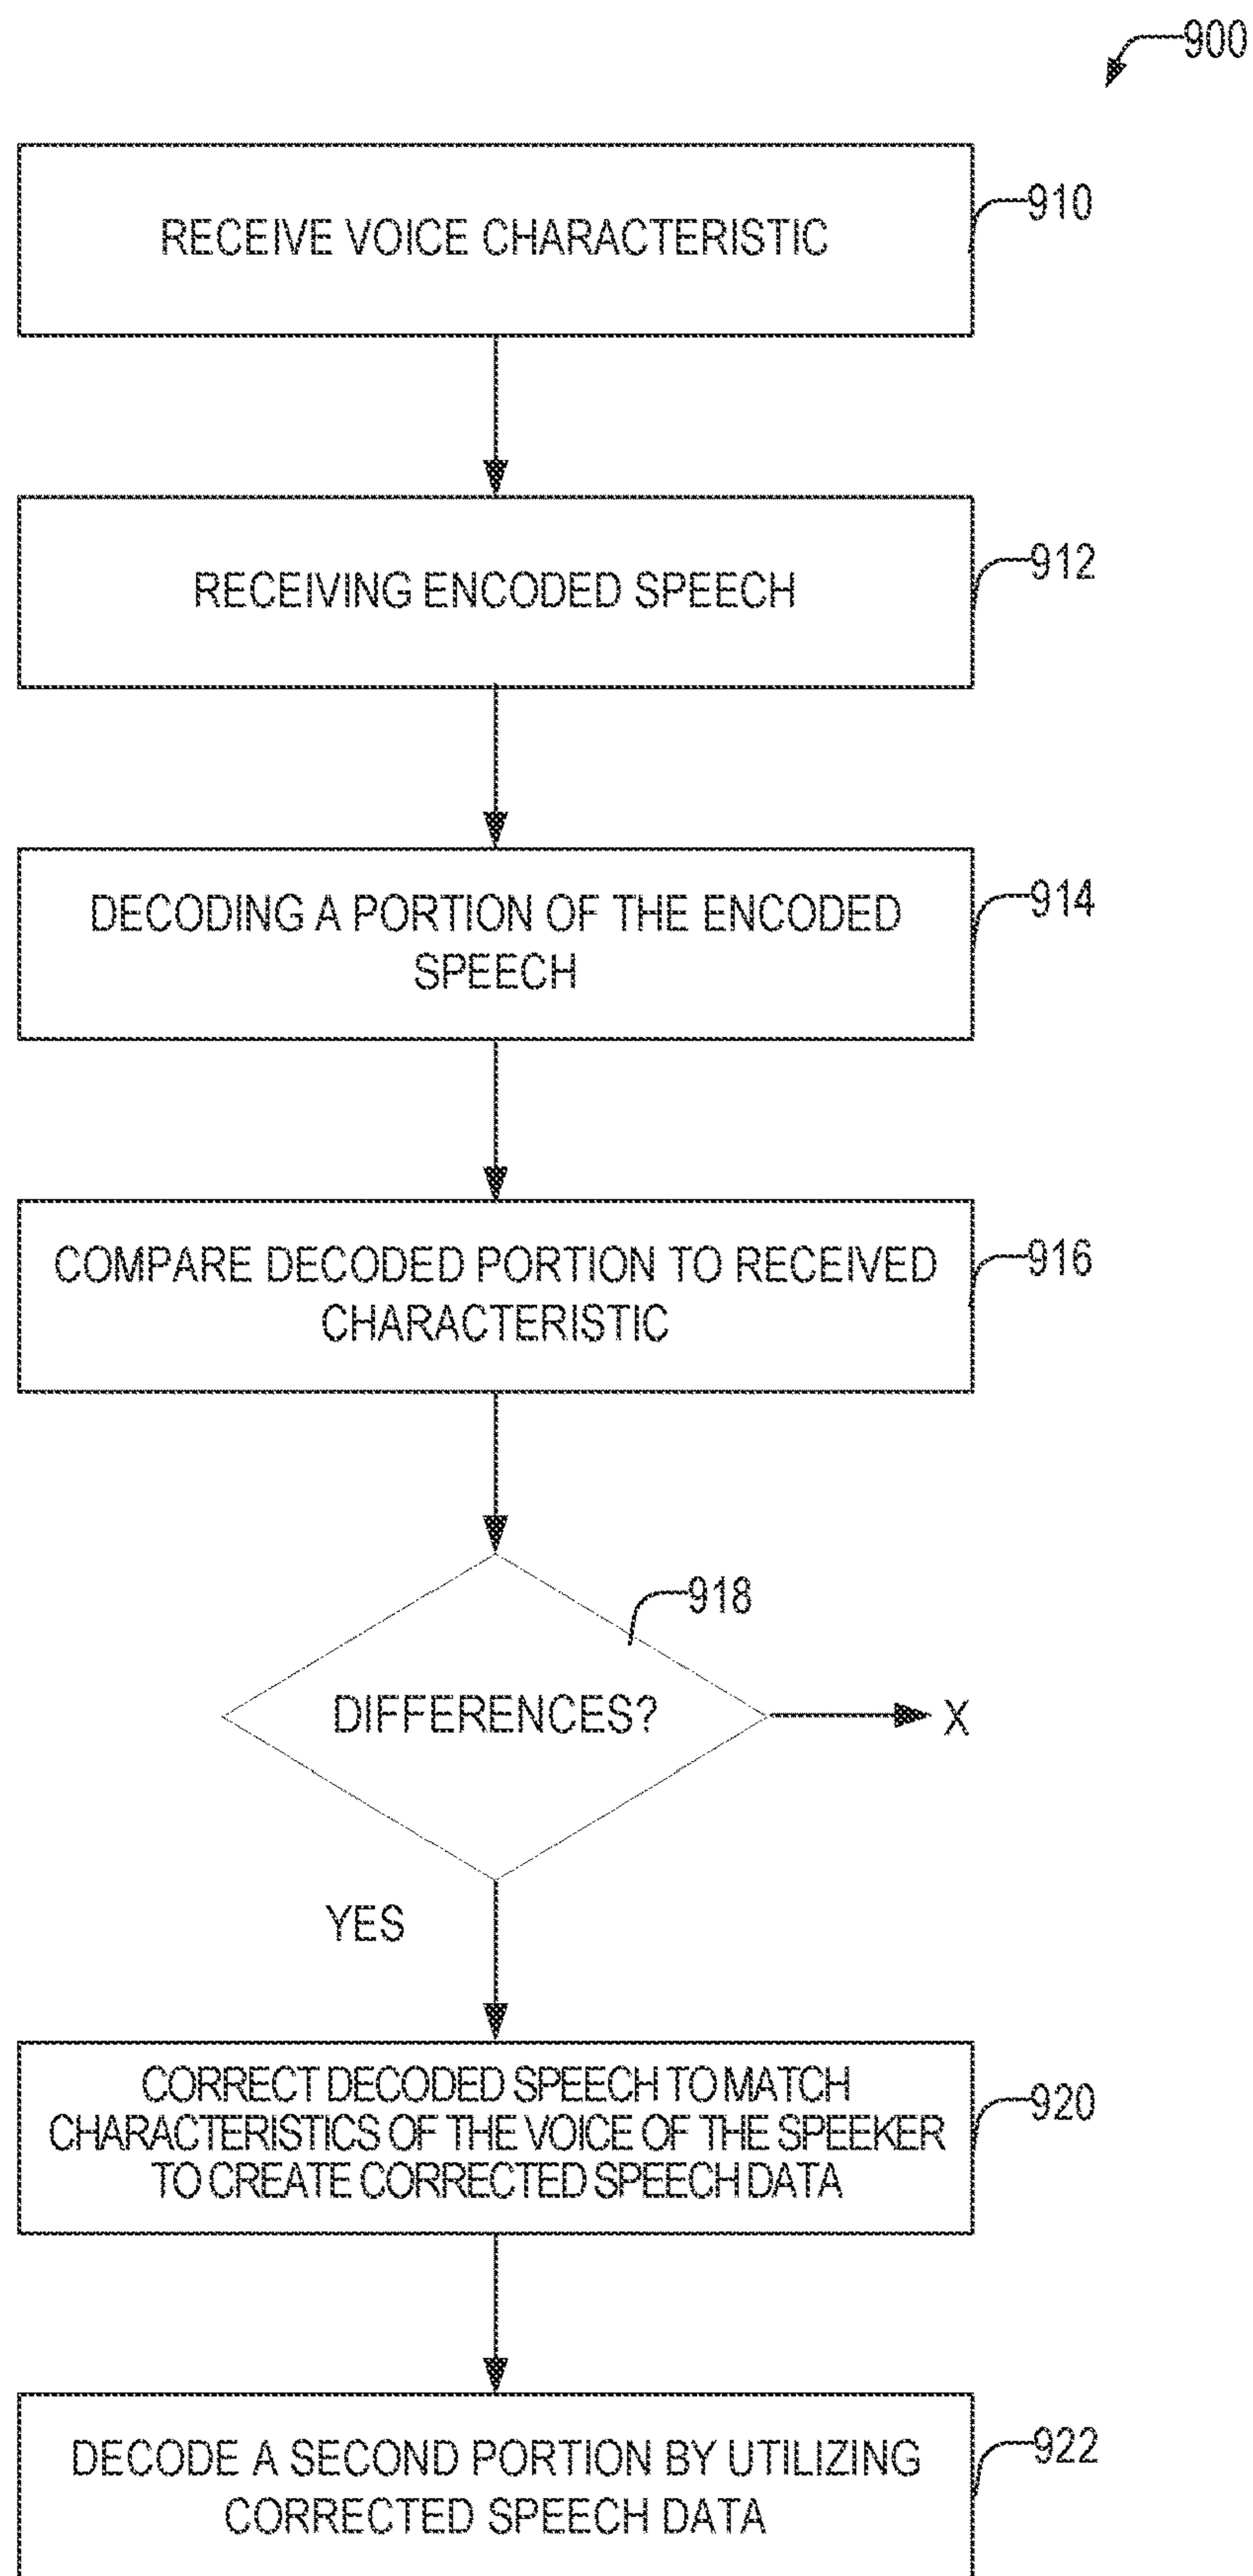 900
RECEIVE VOICE CHARACTERISTIC
910
RECEIVING ENCODED SPEECH
912
DECODING A PORTION OF THE ENCODED
SPEECH
914
COMPARE DECODED PORTION TO RECEIVED
CHARACTERISTIC
916
918
DIFFERENCES?
X
YES
CORRECT DECODED SPEECH TO MATCH
CHARACTERISTICS OF THE VOICE OF THE SPEEKER
TO CREATE CORRECTED SPEECH DATA
920
DECODE A SECOND PORTION BY UTILIZING
CORRECTED SPEECH DATA
922